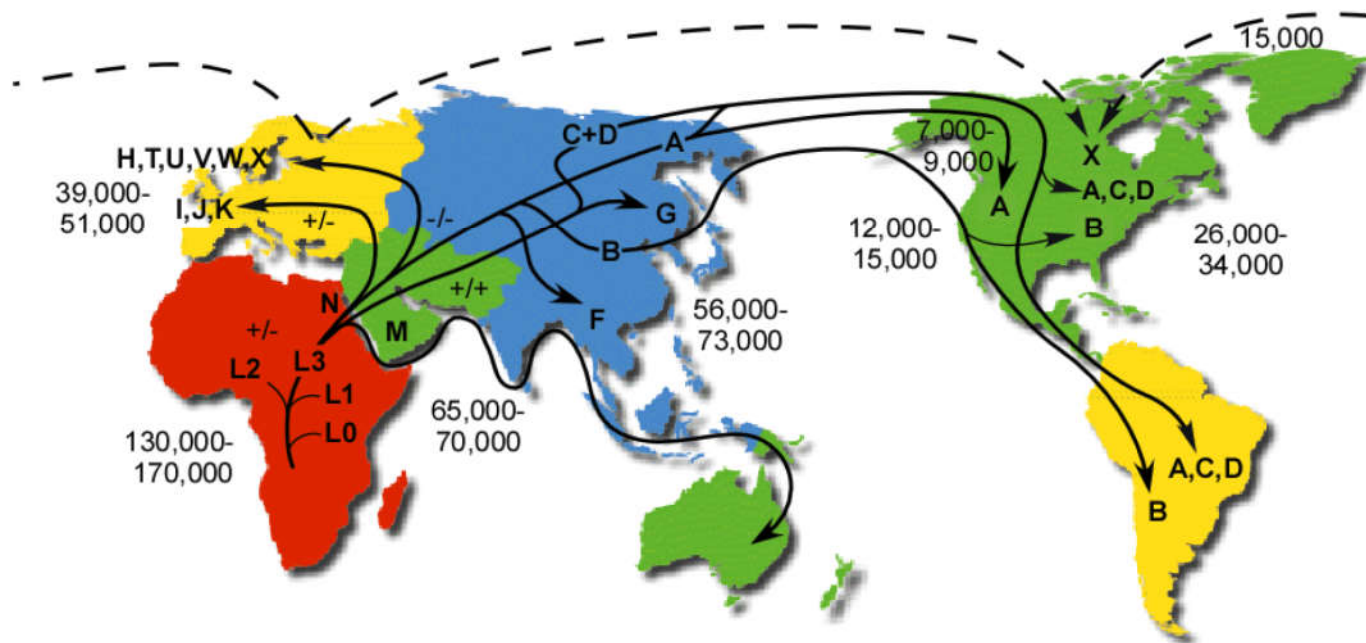 15,000
C+D
A
7,000-
9,000
X
H,T,U,V,W,X
39,000-
51,000
I,J,K
+/-
-/-
G
A
A,C,D
B
B
12,000-
15,000
26,000-
34,000
N
+/+
M
F
56,000-
73,000
+/-
L3
L2
L1
L0
65,000-
70,000
130,000-
170,000
A,C,D
B